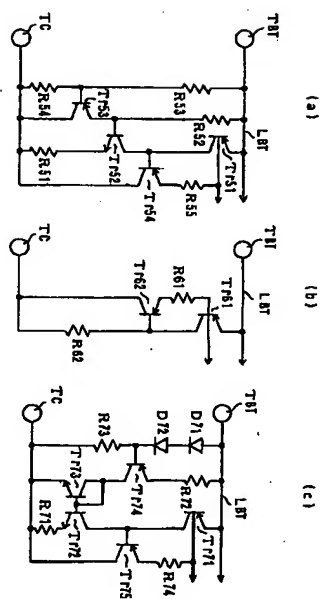 (a)
TBT
LBT
Tr51
R52
R53
R55
Tr53
Tr52
Tr54
R54
R51
TC
(b)
TBT
LBT
Tr61
R61
Tr62
R62
TC
(c)
TBT
LBT
D71
D72
R72
Tr71
R74
R73
Tr74
Tr73
Tr72
Tr75
R71
TC